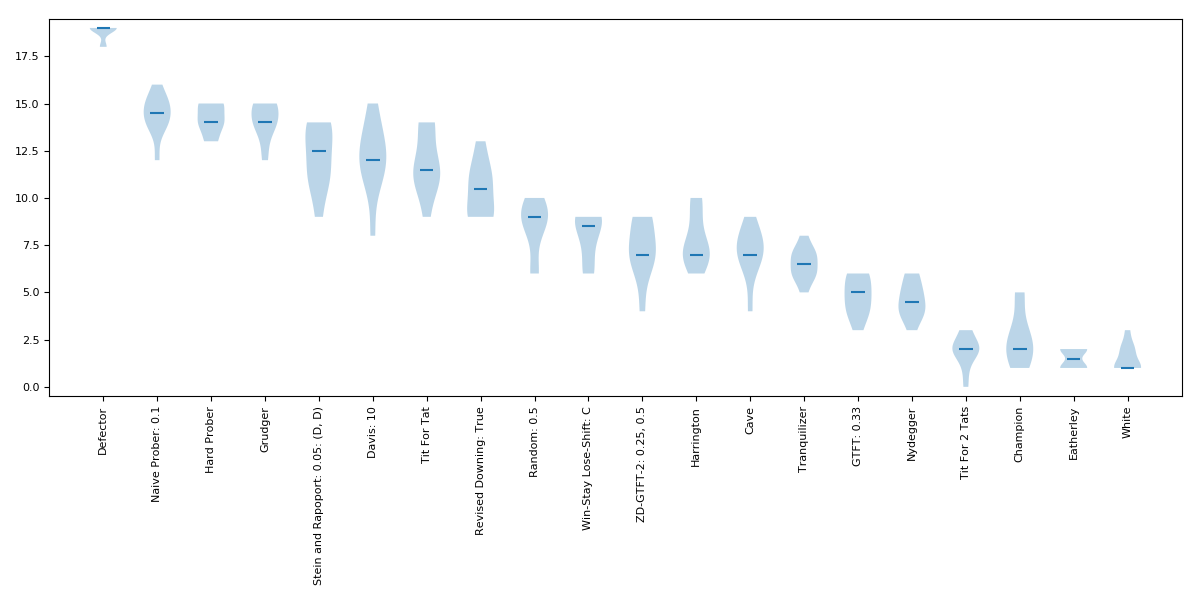 17.5
15.0
12.5
10.0
7.5
5.0
2.5
0.0
Defector
Naive Prober: 0.1
Hard Prober
Grudger
Stein and Rapoport: 0.05: (D, D)
Davis: 10
Tit For Tat
Revised Downing: True
Random: 0.5
Win-Stay Lose-Shift: C
ZD-GTFT-2: 0.25, 0.5
Harrington
Cave
Tranquilizer
GTFT: 0.33
Nydegger
Tit For 2 Tats
Champion
Eatherley
White